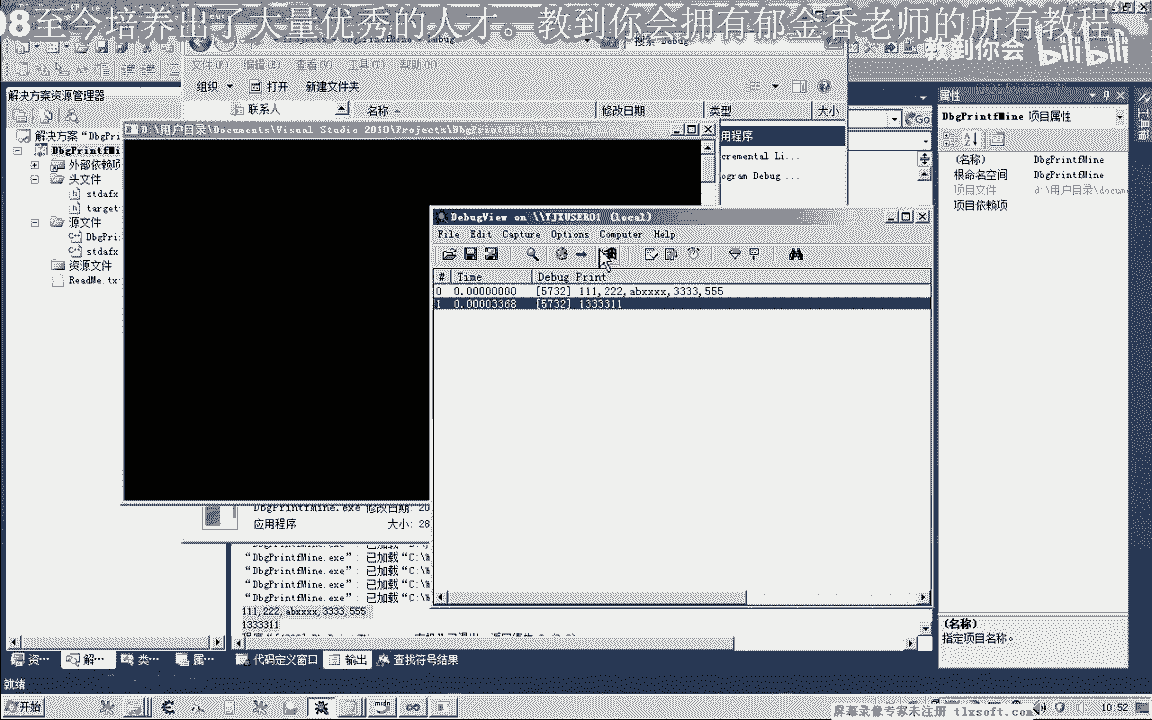 08至今培养出了大量优秀的人才。教到你会拥有郁金香老师的所有教程
教到你会 bilibili
文件(F) 编辑(E) 查看(V) 工具(T) 帮助(H)
组织 打开 新建文件夹
解决方案资源管理器
联系人 名称 修改日期 类型 大小
属性
DbgPrintfMine 项目属性
解决方案“DbgPri
DbgPrintfMi
外部依赖项
头文件
stdafx
target
源文件
DbgPri
stdafx
资源文件
ReadMe.tx
D:\用户目录\Documents\Visual Studio 2010\Projects\DbgPrintfMine\Debug
用程序
cremental Li...
ogram Debug ...
Go
(名称) DbgPrintfMine
根命名空间 DbgPrintfMine
项目文件 d:\用户目录\docum
项目依赖项
DebugView on \\YJXUSER01 (local)
File Edit Capture Options Computer Help
# Time Debug Print
0 0.00000000 [5732] 111,222,abxxxx,3333,555
1 0.00003368 [5732] 1333311
DbgPrintfMine.exe 修改日期: 20
应用程序 大小: 28
“DbgPrintfMine.exe”: 已加载“C:\W
“DbgPrintfMine.exe”: 已加载“C:\W
“DbgPrintfMine.exe”: 已加载“C:\W
“DbgPrintfMine.exe”: 已加载“C:\W
111,222,abxxxx,3333,555
1333311
(名称)
指定项目名称。
资... 解... 类... 属... 代码定义窗口 输出 查找符号结果
就绪
开始
屏幕录像专家未注册 tlxsoft.com
10:52